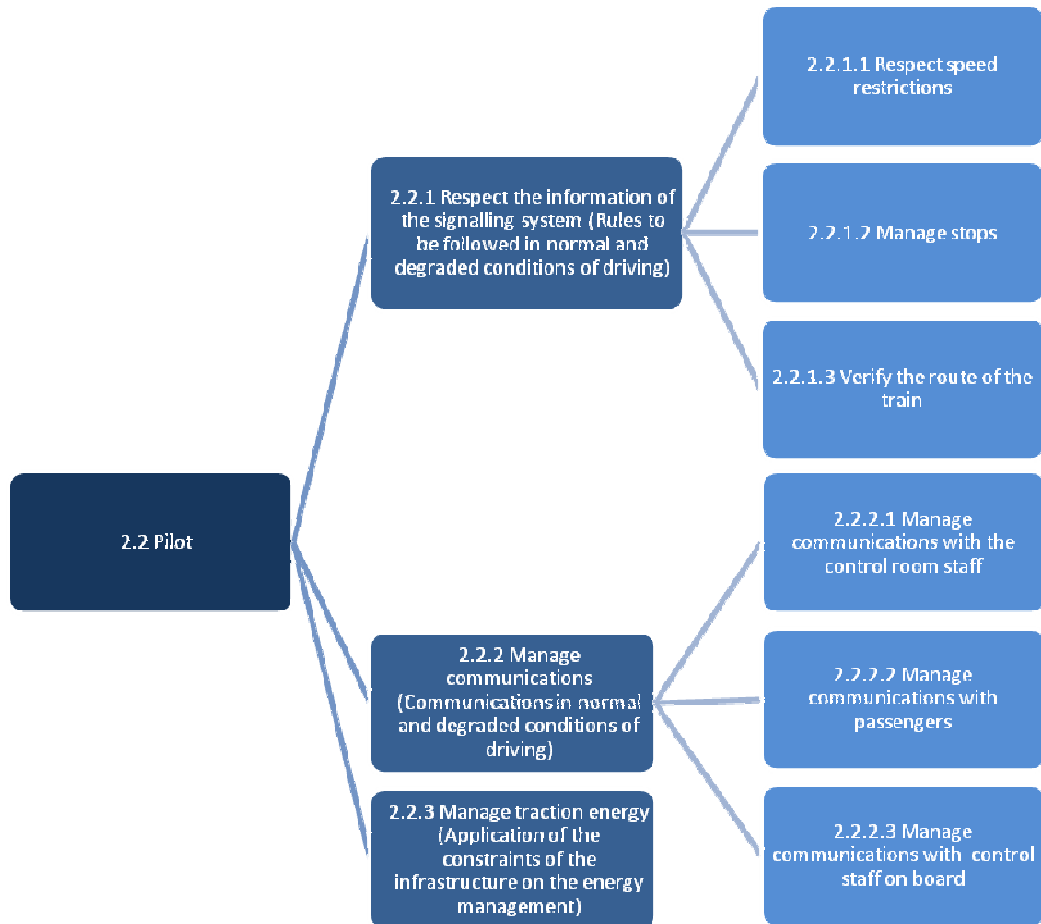 2.2 Pilot
2.2.1 Respect the information of
the signalling system (Rules to
be followed in normal and
degraded conditions of driving)
2.2.1.1 Respect speed
restrictions
2.2.1.2 Manage stops
2.2.1.3 Verify the route of the
train
2.2.2 Manage
communications
(Communications in normal
and degraded conditions of
driving)
2.2.2.1 Manage
communications with the
control room staff
2.2.2.2 Manage
communications with
passengers
2.2.2.3 Manage
communications with control
staff on board
2.2.3 Manage traction energy
(Application of the
constraints of the
infrastructure on the energy
management)